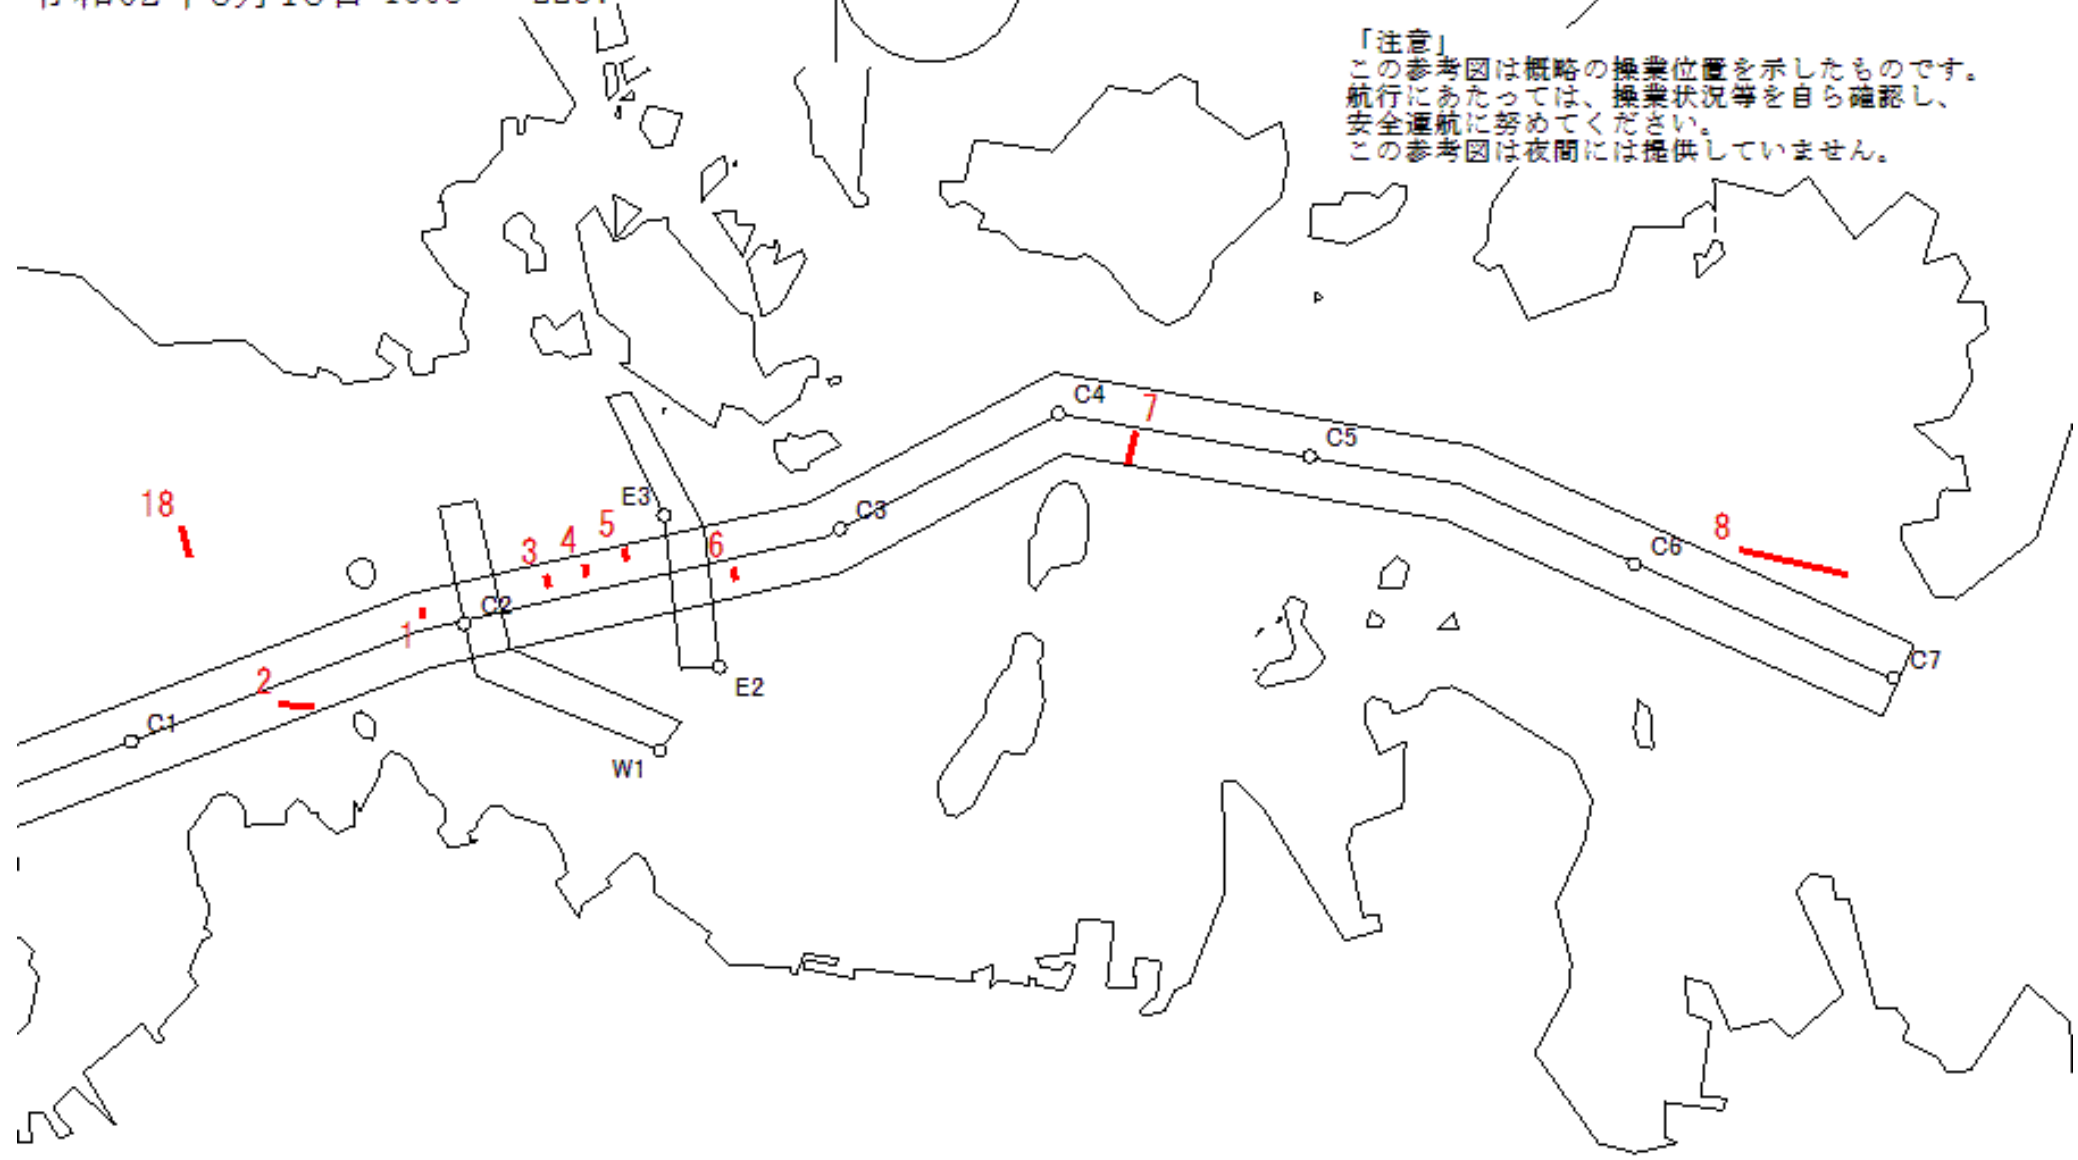 「注意」
この参考図は概略の操業位置を示したものです。
航行にあたっては、操業状況等を自ら確認し、
安全運航に努めてください。
この参考図は夜間には提供していません。
C4
7
C5
18
E3
C3
5
4
3
6
8
C6
C2
1
2
C7
E2
C1
W1